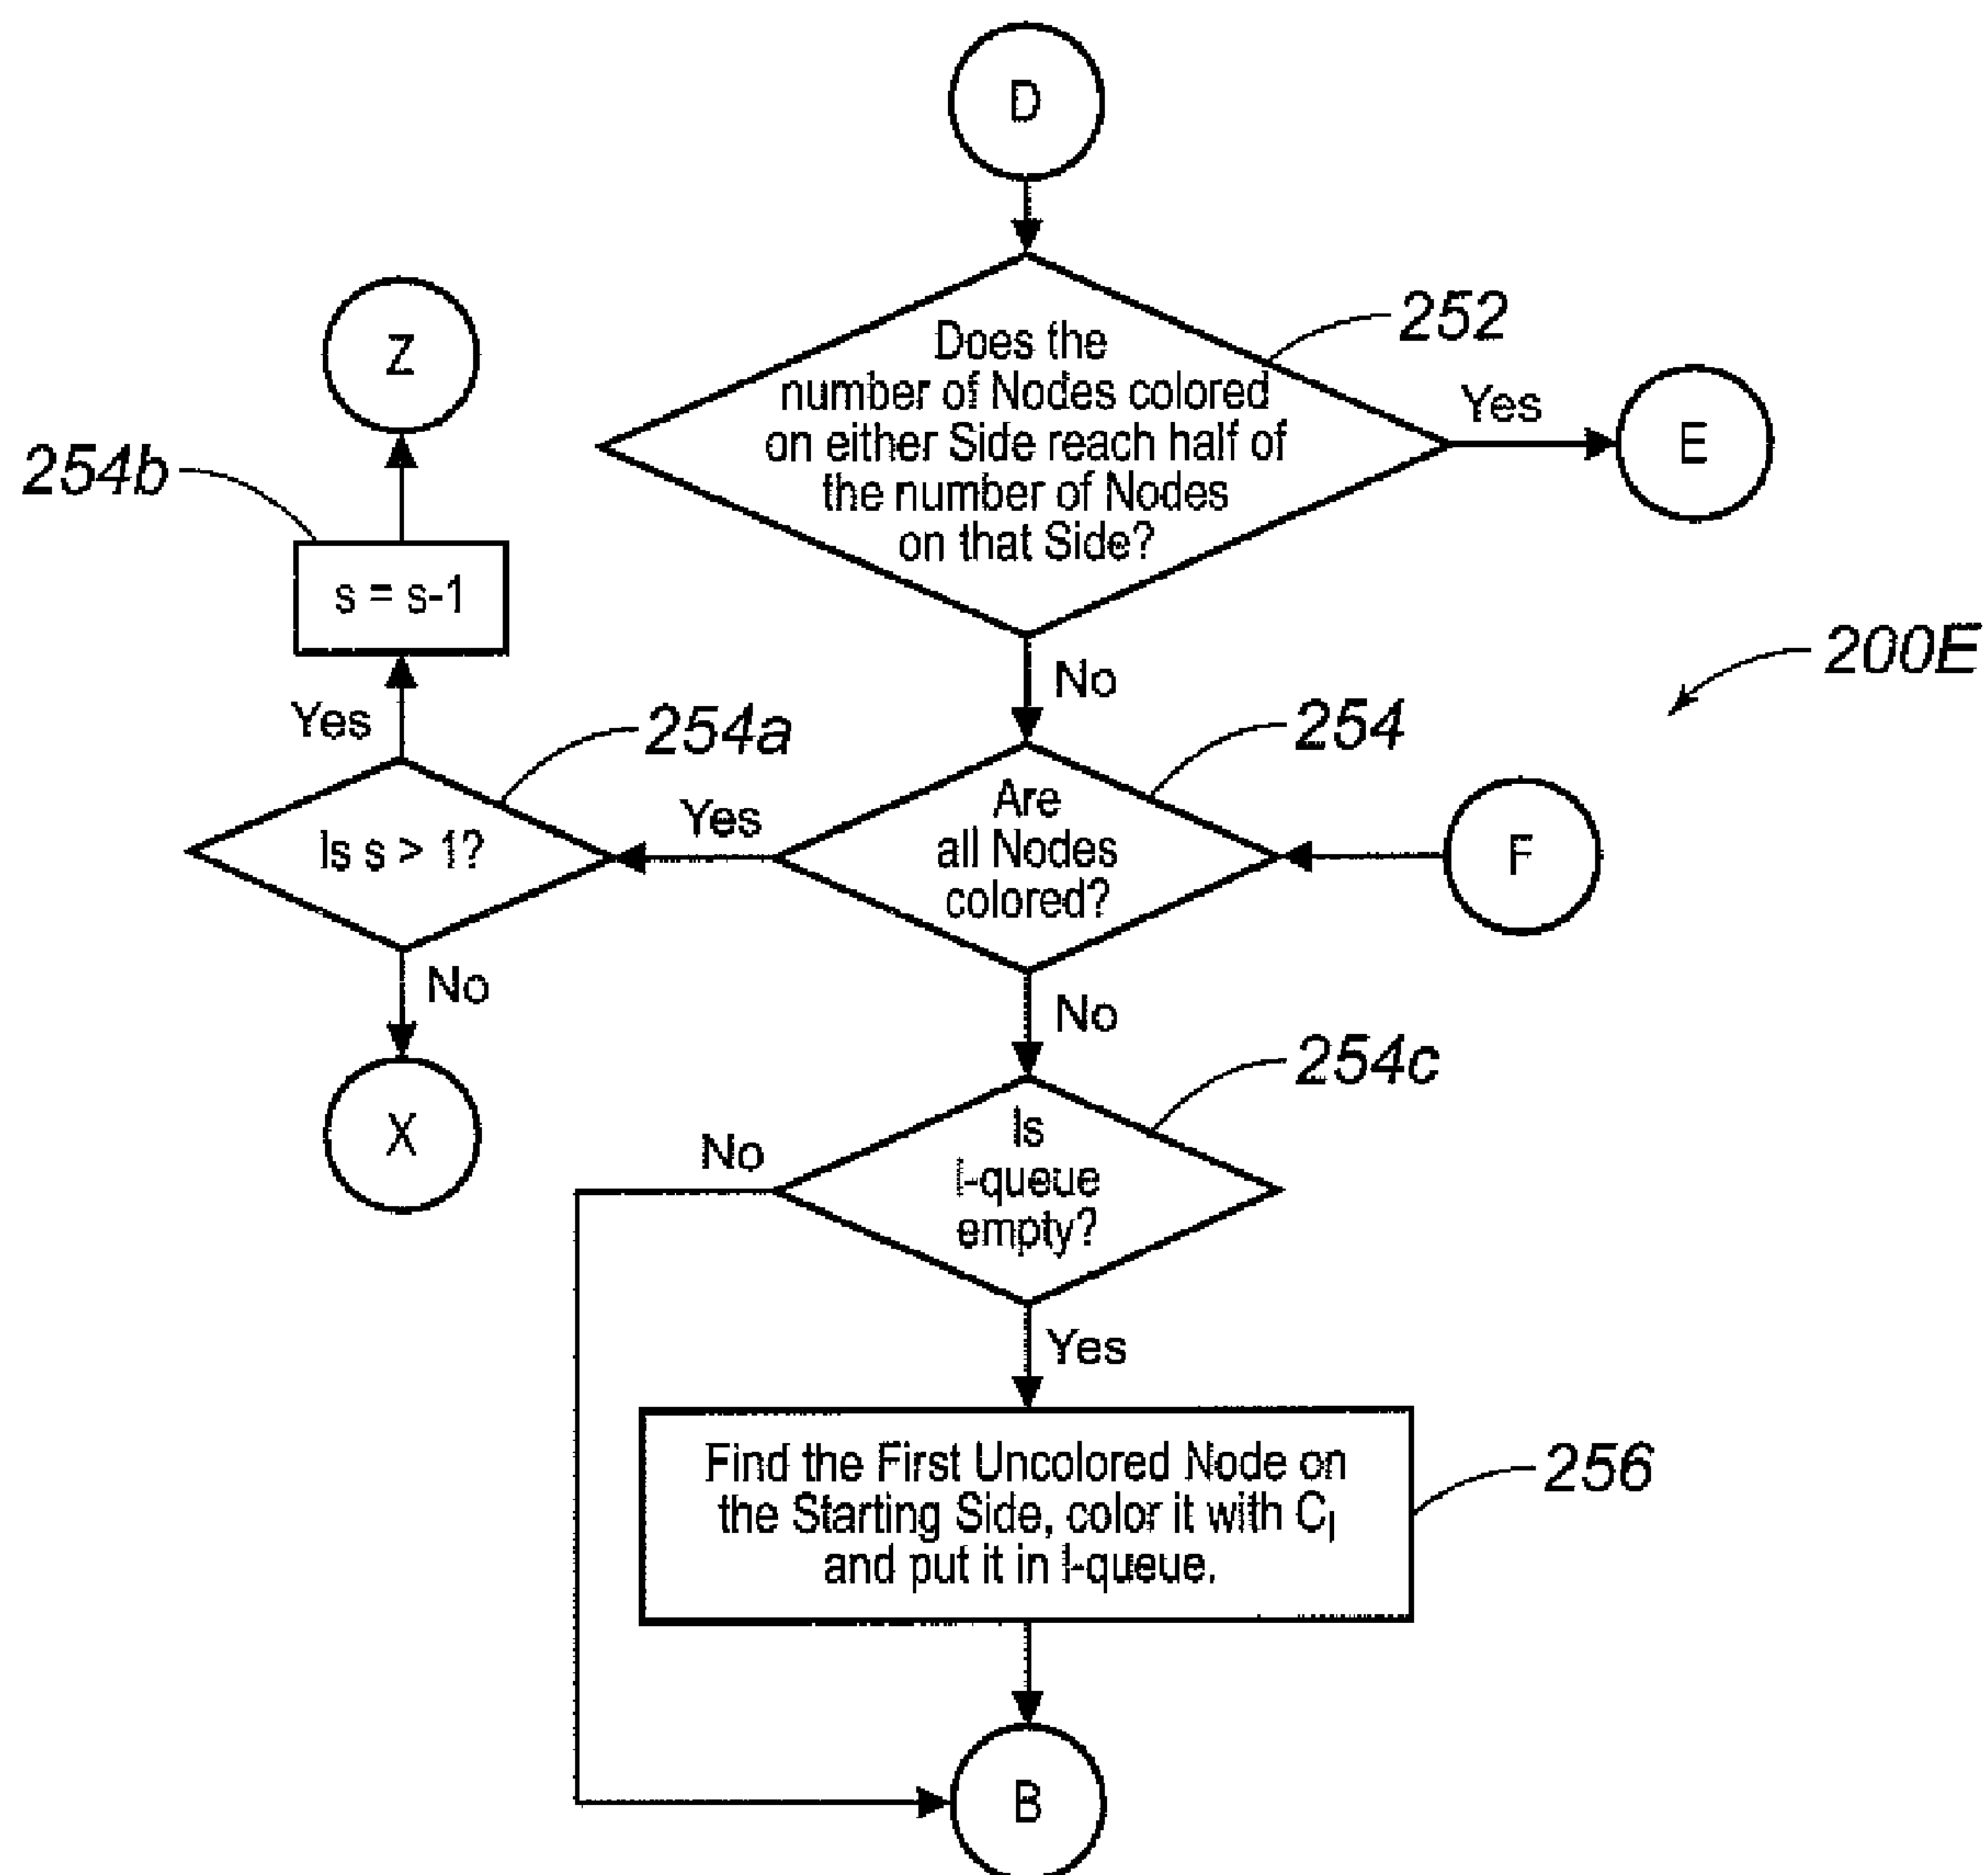 D
Does the
number of Nodes colored
on either Side reach half of
the number of Nodes
on that Side?
252
Yes
E
Z
254b
s = s-1
Yes
254a
Is s > 1?
No
X
No
200E
254
Are
all Nodes
colored?
Yes
F
No
254c
Is
I-queue
empty?
No
Yes
Find the First Uncolored Node on
the Starting Side, color it with CI
and put it in I-queue.
256
B